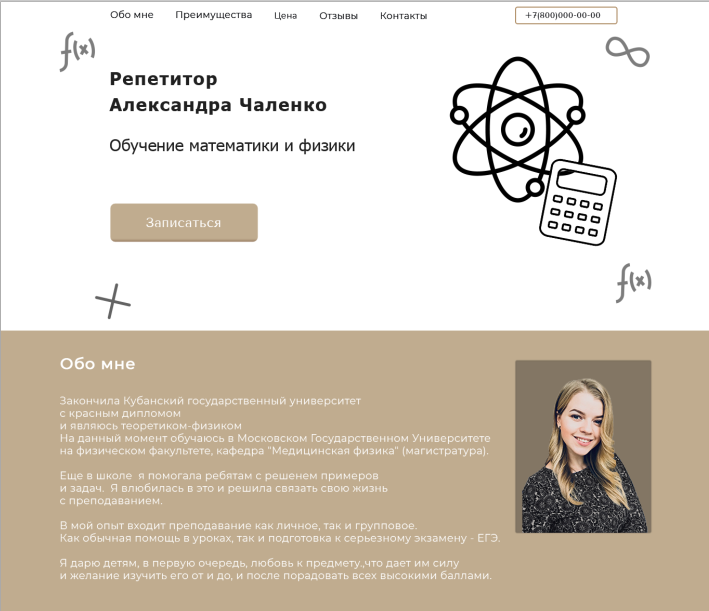 Обо мне Преимущества Цена Отзывы Контакты +7(800)000-00-00
f(x)
Репетитор
Александра Чаленко
Обучение математики и физики
Записаться
f(x)
Обо мне
Закончила Кубанский государственный университет
с красным дипломом
и являюсь теоретиком-физиком
На данный момент обучаюсь в Московском Государственном Университете
на физическом факультете, кафедра "Медицинская физика" (магистратура).
Еще в школе я помогала ребятам с решенем примеров
и задач. Я влюбилась в это и решила связать свою жизнь
с преподаванием.
В мой опыт входит преподавание как личное, так и групповое.
Как обычная помощь в уроках, так и подготовка к серьезному экзамену - ЕГЭ.
Я дарю детям, в первую очередь, любовь к предмету.,что дает им силу
и желание изучить его от и до, и после порадовать всех высокими баллами.